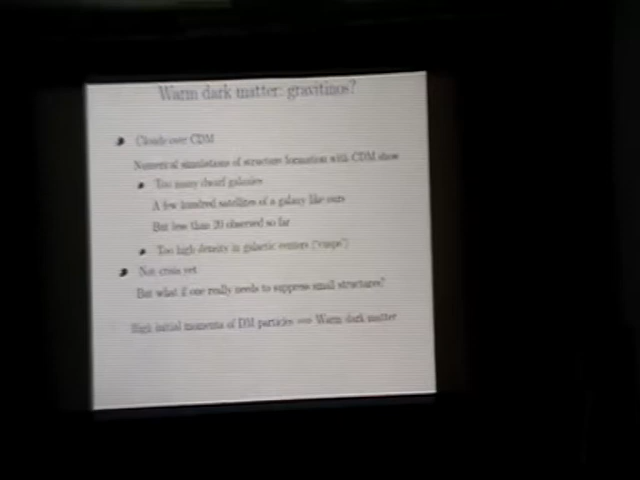 Warm dark matter: gravitinos?
Clouds over CDM
Numerical simulations of structure formation with CDM show
Too many dwarf galaxies
A few hundred satellites of a galaxy like ours
But less than 20 observed so far
Too high density in galactic centers ("cusps")
Not crisis yet
But what if one really needs to suppress small structures?
High initial momenta of DM particles ⟹ Warm dark matter